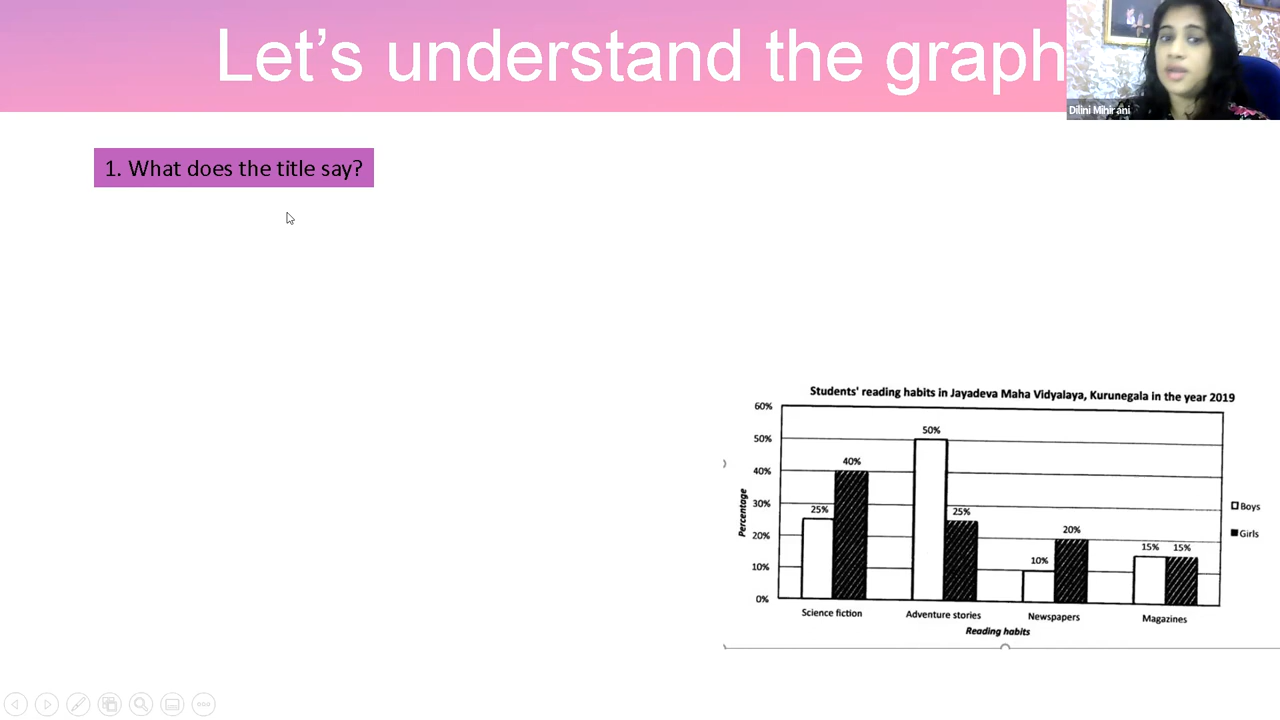 Let's understand the graph
Dilini Mihirani
1. What does the title say?
Students' reading habits in Jayadeva Maha Vidyalaya, Kurunegala in the year 2019
60%
50%
40%
30%
20%
10%
0%
Percentage
25%
40%
50%
25%
10%
20%
15%
15%
Boys
Girls
Science fiction
Adventure stories
Newspapers
Magazines
Reading habits